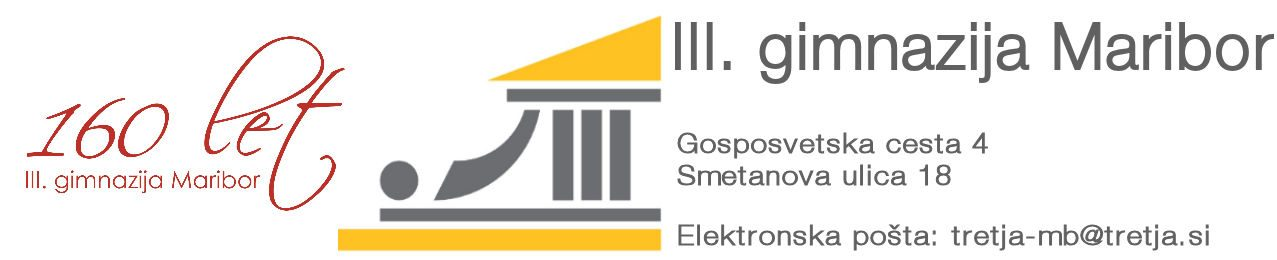 160 let
III. gimnazija Maribor
III. gimnazija Maribor
Gosposvetska cesta 4
Smetanova ulica 18
Elektronska pošta: tretja-mb@tretja.si